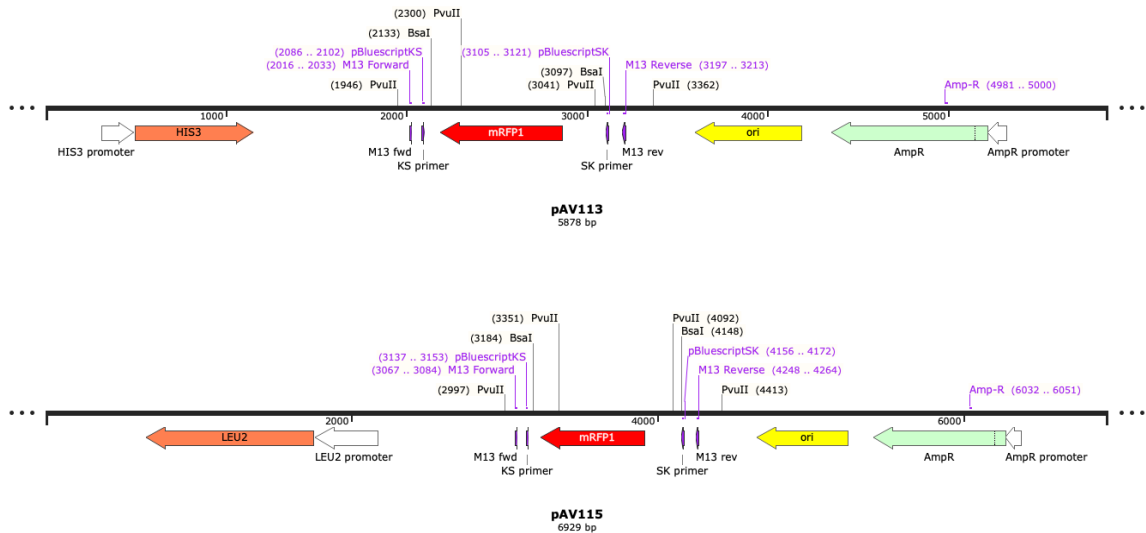 (2300) PvuII
(2133) BsaI
(2086 .. 2102) pBluescriptKS
(3105 .. 3121) pBluescriptSK
(2016 .. 2033) M13 Forward
(3097) BsaI
M13 Reverse (3197 .. 3213)
(1946) PvuII
(3041) PvuII
PvuII (3362)
Amp-R (4981 .. 5000)
1000
2000
3000
4000
5000
HIS3
mRFP1
ori
AmpR
HIS3 promoter
M13 fwd
KS primer
M13 rev
SK primer
AmpR
AmpR promoter
pAV113
5878 bp
(3351) PvuII
PvuII (4092)
(3184) BsaI
BsaI (4148)
(3137 .. 3153) pBluescriptKS
pBluescriptSK (4156 .. 4172)
(3067 .. 3084) M13 Forward
M13 Reverse (4248 .. 4264)
(2997) PvuII
PvuII (4413)
Amp-R (6032 .. 6051)
2000
4000
6000
LEU2
mRFP1
ori
LEU2 promoter
M13 fwd
KS primer
SK primer
M13 rev
AmpR
AmpR promoter
pAV115
6929 bp